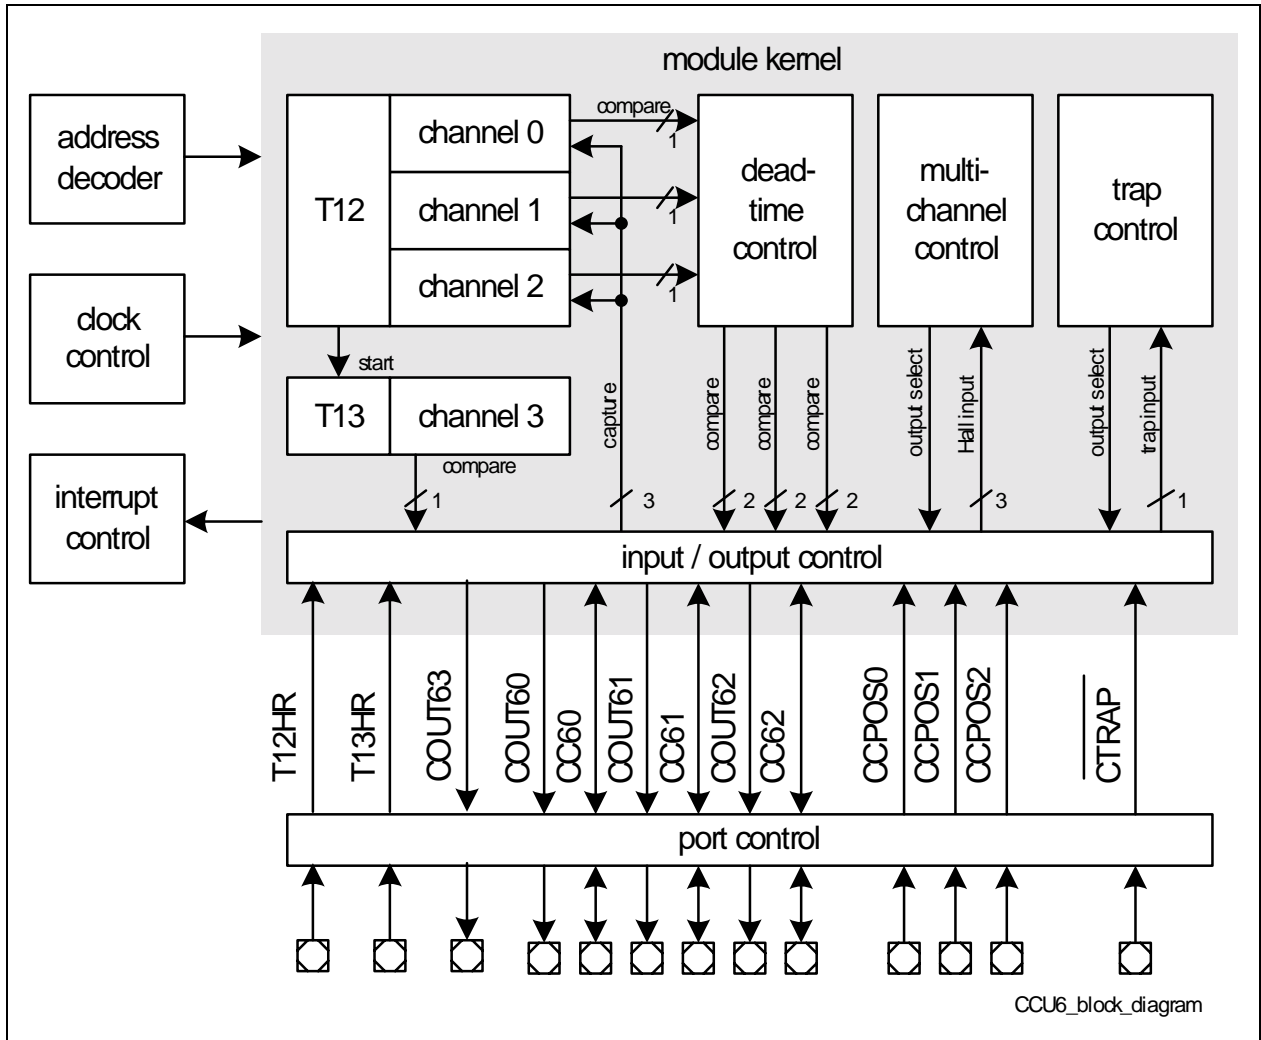 module kernel
address
decoder
clock
control
interrupt
control
T12
channel 0
channel 1
channel 2
compare
1
1
1
dead-
time
control
multi-
channel
control
trap
control
start
T13
channel 3
compare
1
capture
3
compare
2
compare
2
compare
2
output select
Hall input
3
output select
trap input
1
input / output control
T12HR
T13HR
COUT63
COUT60
CC60
COUT61
CC61
COUT62
CC62
CCPOS0
CCPOS1
CCPOS2
CTRAP
port control
CCU6_block_diagram